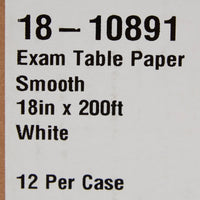 18-10891
Exam Table Paper
Smooth
18in x 200ft
White
12 Per Case